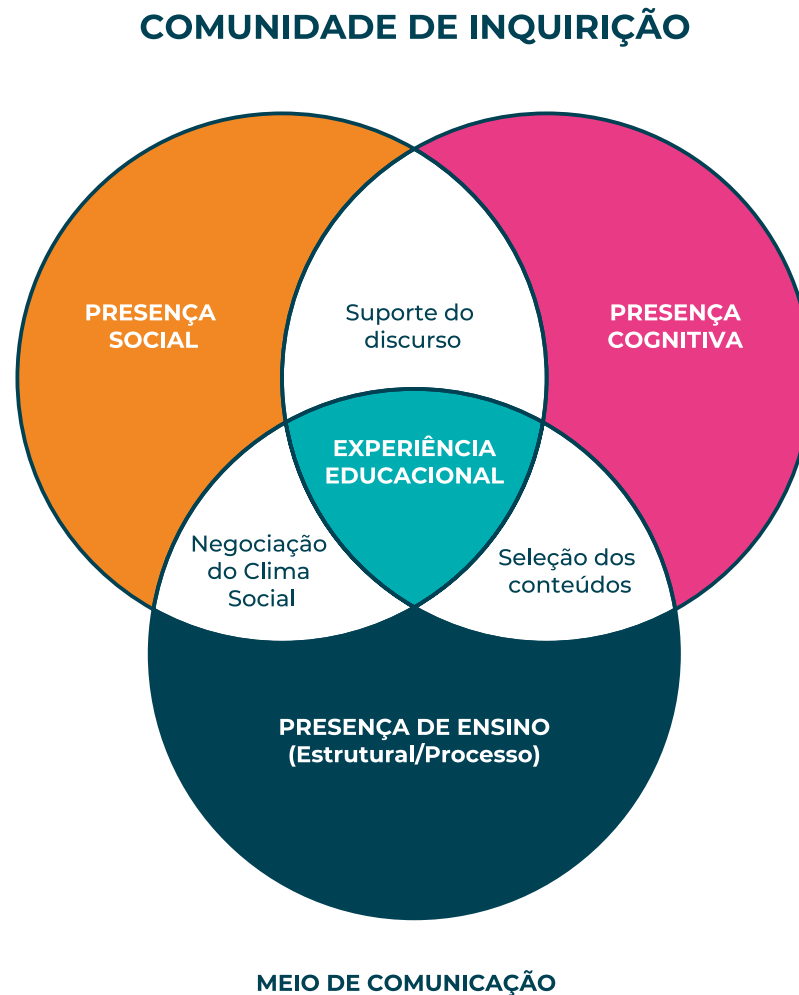 COMUNIDADE DE INQUIRIÇÃO
PRESENÇA
SOCIAL
Suporte do
discurso
PRESENÇA
COGNITIVA
EXPERIÊNCIA
EDUCACIONAL
Negociação
do Clima
Social
Seleção dos
conteúdos
PRESENÇA DE ENSINO
(Estrutural/Processo)
MEIO DE COMUNICAÇÃO